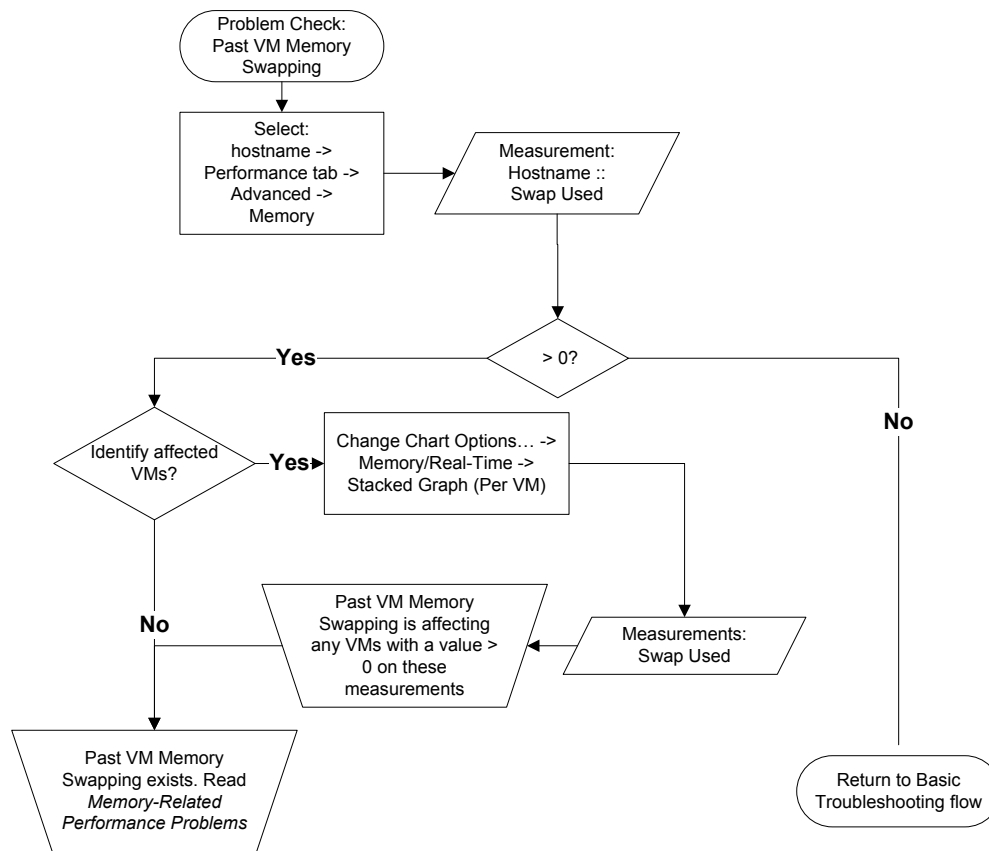 Problem Check:
Past VM Memory
Swapping
Select:
hostname ->
Performance tab ->
Advanced ->
Memory
Measurement:
Hostname ::
Swap Used
> 0?
Yes
No
Identify affected
VMs?
Yes
Change Chart Options… ->
Memory/Real-Time ->
Stacked Graph (Per VM)
No
Past VM Memory
Swapping is affecting
any VMs with a value >
0 on these
measurements
Measurements:
Swap Used
Past VM Memory
Swapping exists. Read
Memory-Related
Performance Problems
Return to Basic
Troubleshooting flow